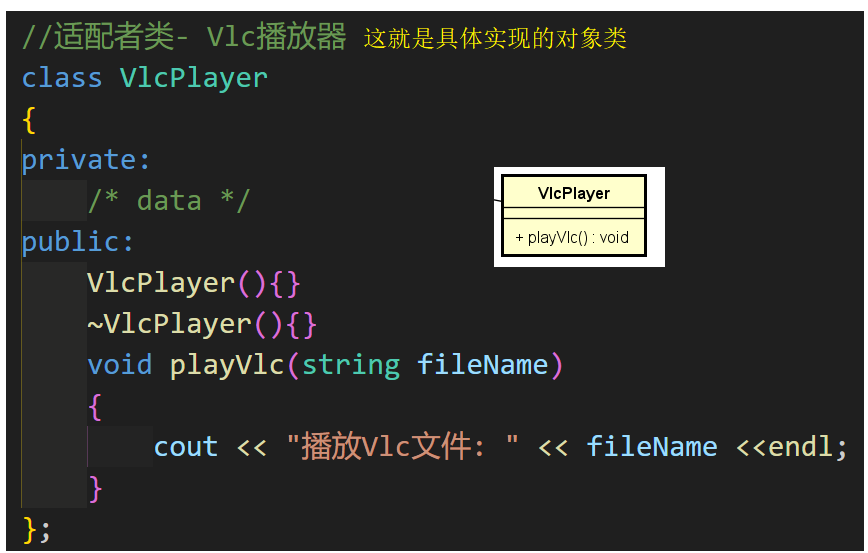 //适配者类- Vlc播放器 这就是具体实现的对象类
class VlcPlayer
{
private:
    /* data */
public:
    VlcPlayer(){}
    ~VlcPlayer(){}
    void playVlc(string fileName)
    {
        cout << "播放Vlc文件: " << fileName <<endl;
    }
};
VlcPlayer
+ playVlc() : void